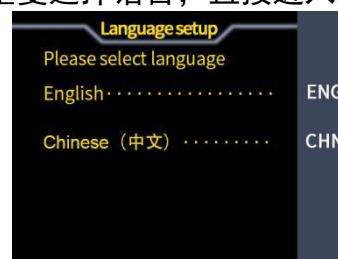 Language setup
Please select language
English·················· ENG
Chinese（中文）········· CHN